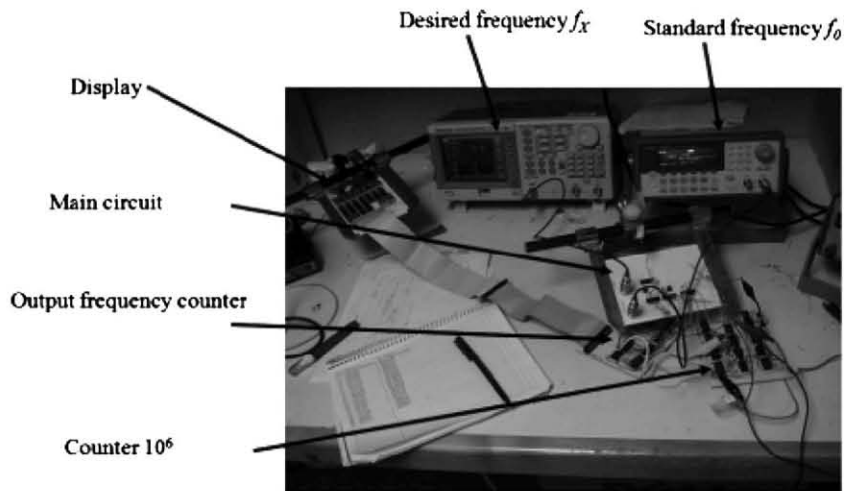 Desired frequency fX
Standard frequency f0
Display
Main circuit
Output frequency counter
Counter 10⁶